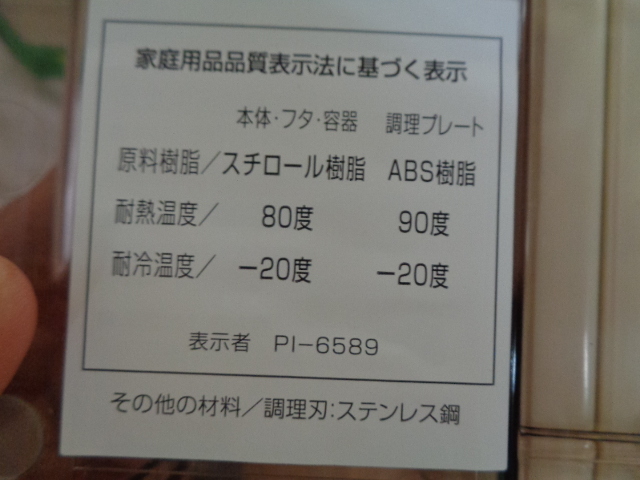 家庭用品品質表示法に基づく表示
本体・フタ・容器 調理プレート
原料樹脂/スチロール樹脂 ABS樹脂
耐熱温度/ 80度 90度
耐冷温度/ −20度 −20度
表示者 PI-6589
その他の材料/調理刃:ステンレス鋼